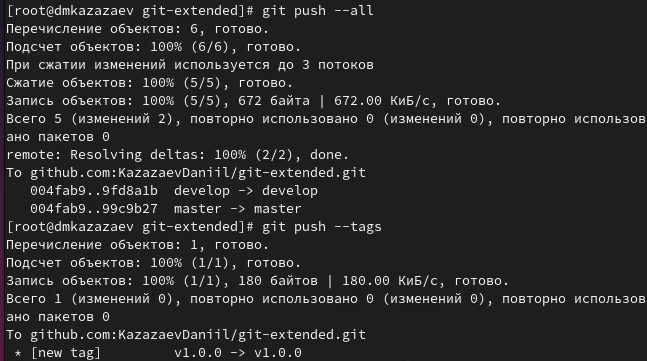 [root@dmkazazaev git-extended]# git push --all
Перечисление объектов: 6, готово.
Подсчет объектов: 100% (6/6), готово.
При сжатии изменений используется до 3 потоков
Сжатие объектов: 100% (5/5), готово.
Запись объектов: 100% (5/5), 672 байта | 672.00 КиБ/с, готово.
Всего 5 (изменений 2), повторно использовано 0 (изменений 0), повторно использов
ано пакетов 0
remote: Resolving deltas: 100% (2/2), done.
To github.com:KazazaevDaniil/git-extended.git
   004fab9..9fd8a1b  develop -> develop
   004fab9..99c9b27  master -> master
[root@dmkazazaev git-extended]# git push --tags
Перечисление объектов: 1, готово.
Подсчет объектов: 100% (1/1), готово.
Запись объектов: 100% (1/1), 180 байтов | 180.00 КиБ/с, готово.
Всего 1 (изменений 0), повторно использовано 0 (изменений 0), повторно использов
ано пакетов 0
To github.com:KazazaevDaniil/git-extended.git
 * [new tag]         v1.0.0 -> v1.0.0